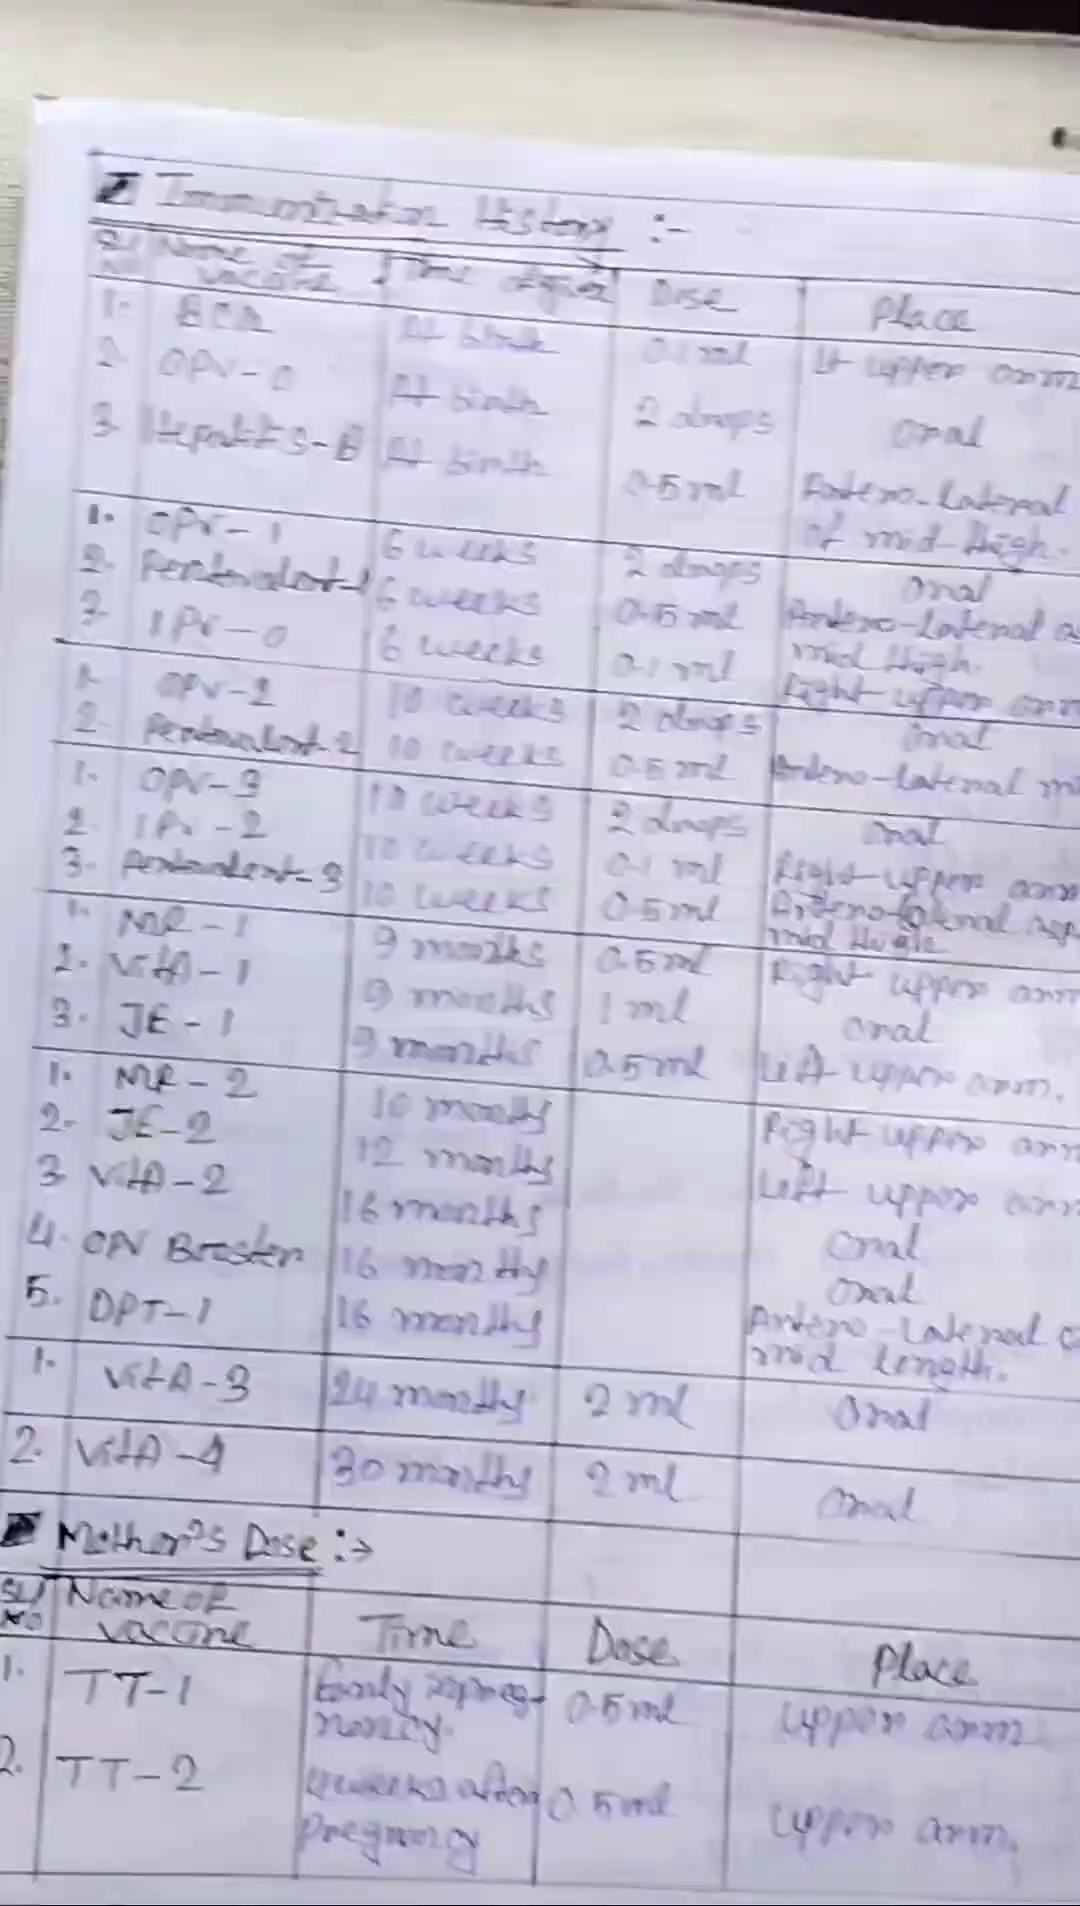 Immunization History :-
Sl/No Name of vaccine Time of given Dose Place
1. BCG At birth 0.1 ml Lt upper arm
2. OPV-0 At birth 2 drops oral
3. Hepatitis-B At birth 0.5 ml Antero-lateral
of mid thigh.
1. OPV-1 6 weeks 2 drops oral
2. Pentavalent-1 6 weeks 0.5 ml Antero-lateral
mid thigh.
3. IPV-0 6 weeks 0.1 ml Right upper arm
1. OPV-2 10 weeks 2 drops oral
2. Pentavalent-2 10 weeks 0.5 ml Antero-lateral
1. OPV-3 10 weeks 2 drops oral
2. IPV-2 10 weeks 0.1 ml Right upper arm
3. Pentavalent-3 10 weeks 0.5 ml Antero-lateral
mid thigh
1. MR-1 9 months 0.5 ml Right upper arm
2. VitA-1 9 months 1 ml oral
3. JE-1 9 months 0.5 ml Left upper arm.
1. MR-2 10 months Right upper arm
2. JE-2 12 months Left upper arm
3 VitA-2 16 months oral
4. OPV Booster 16 months oral
5. DPT-1 16 months Antero-lateral
mid length.
1. VitA-3 24 months 2 ml oral
2. VitA-4 30 months 2 ml oral
Mother's Dose :→
Sl/No Name of vaccine Time Dose Place
1. TT-1 Early pregnancy. 0.5 ml upper arm
2. TT-2 4 weeks after pregnancy 0.5 ml upper arm.